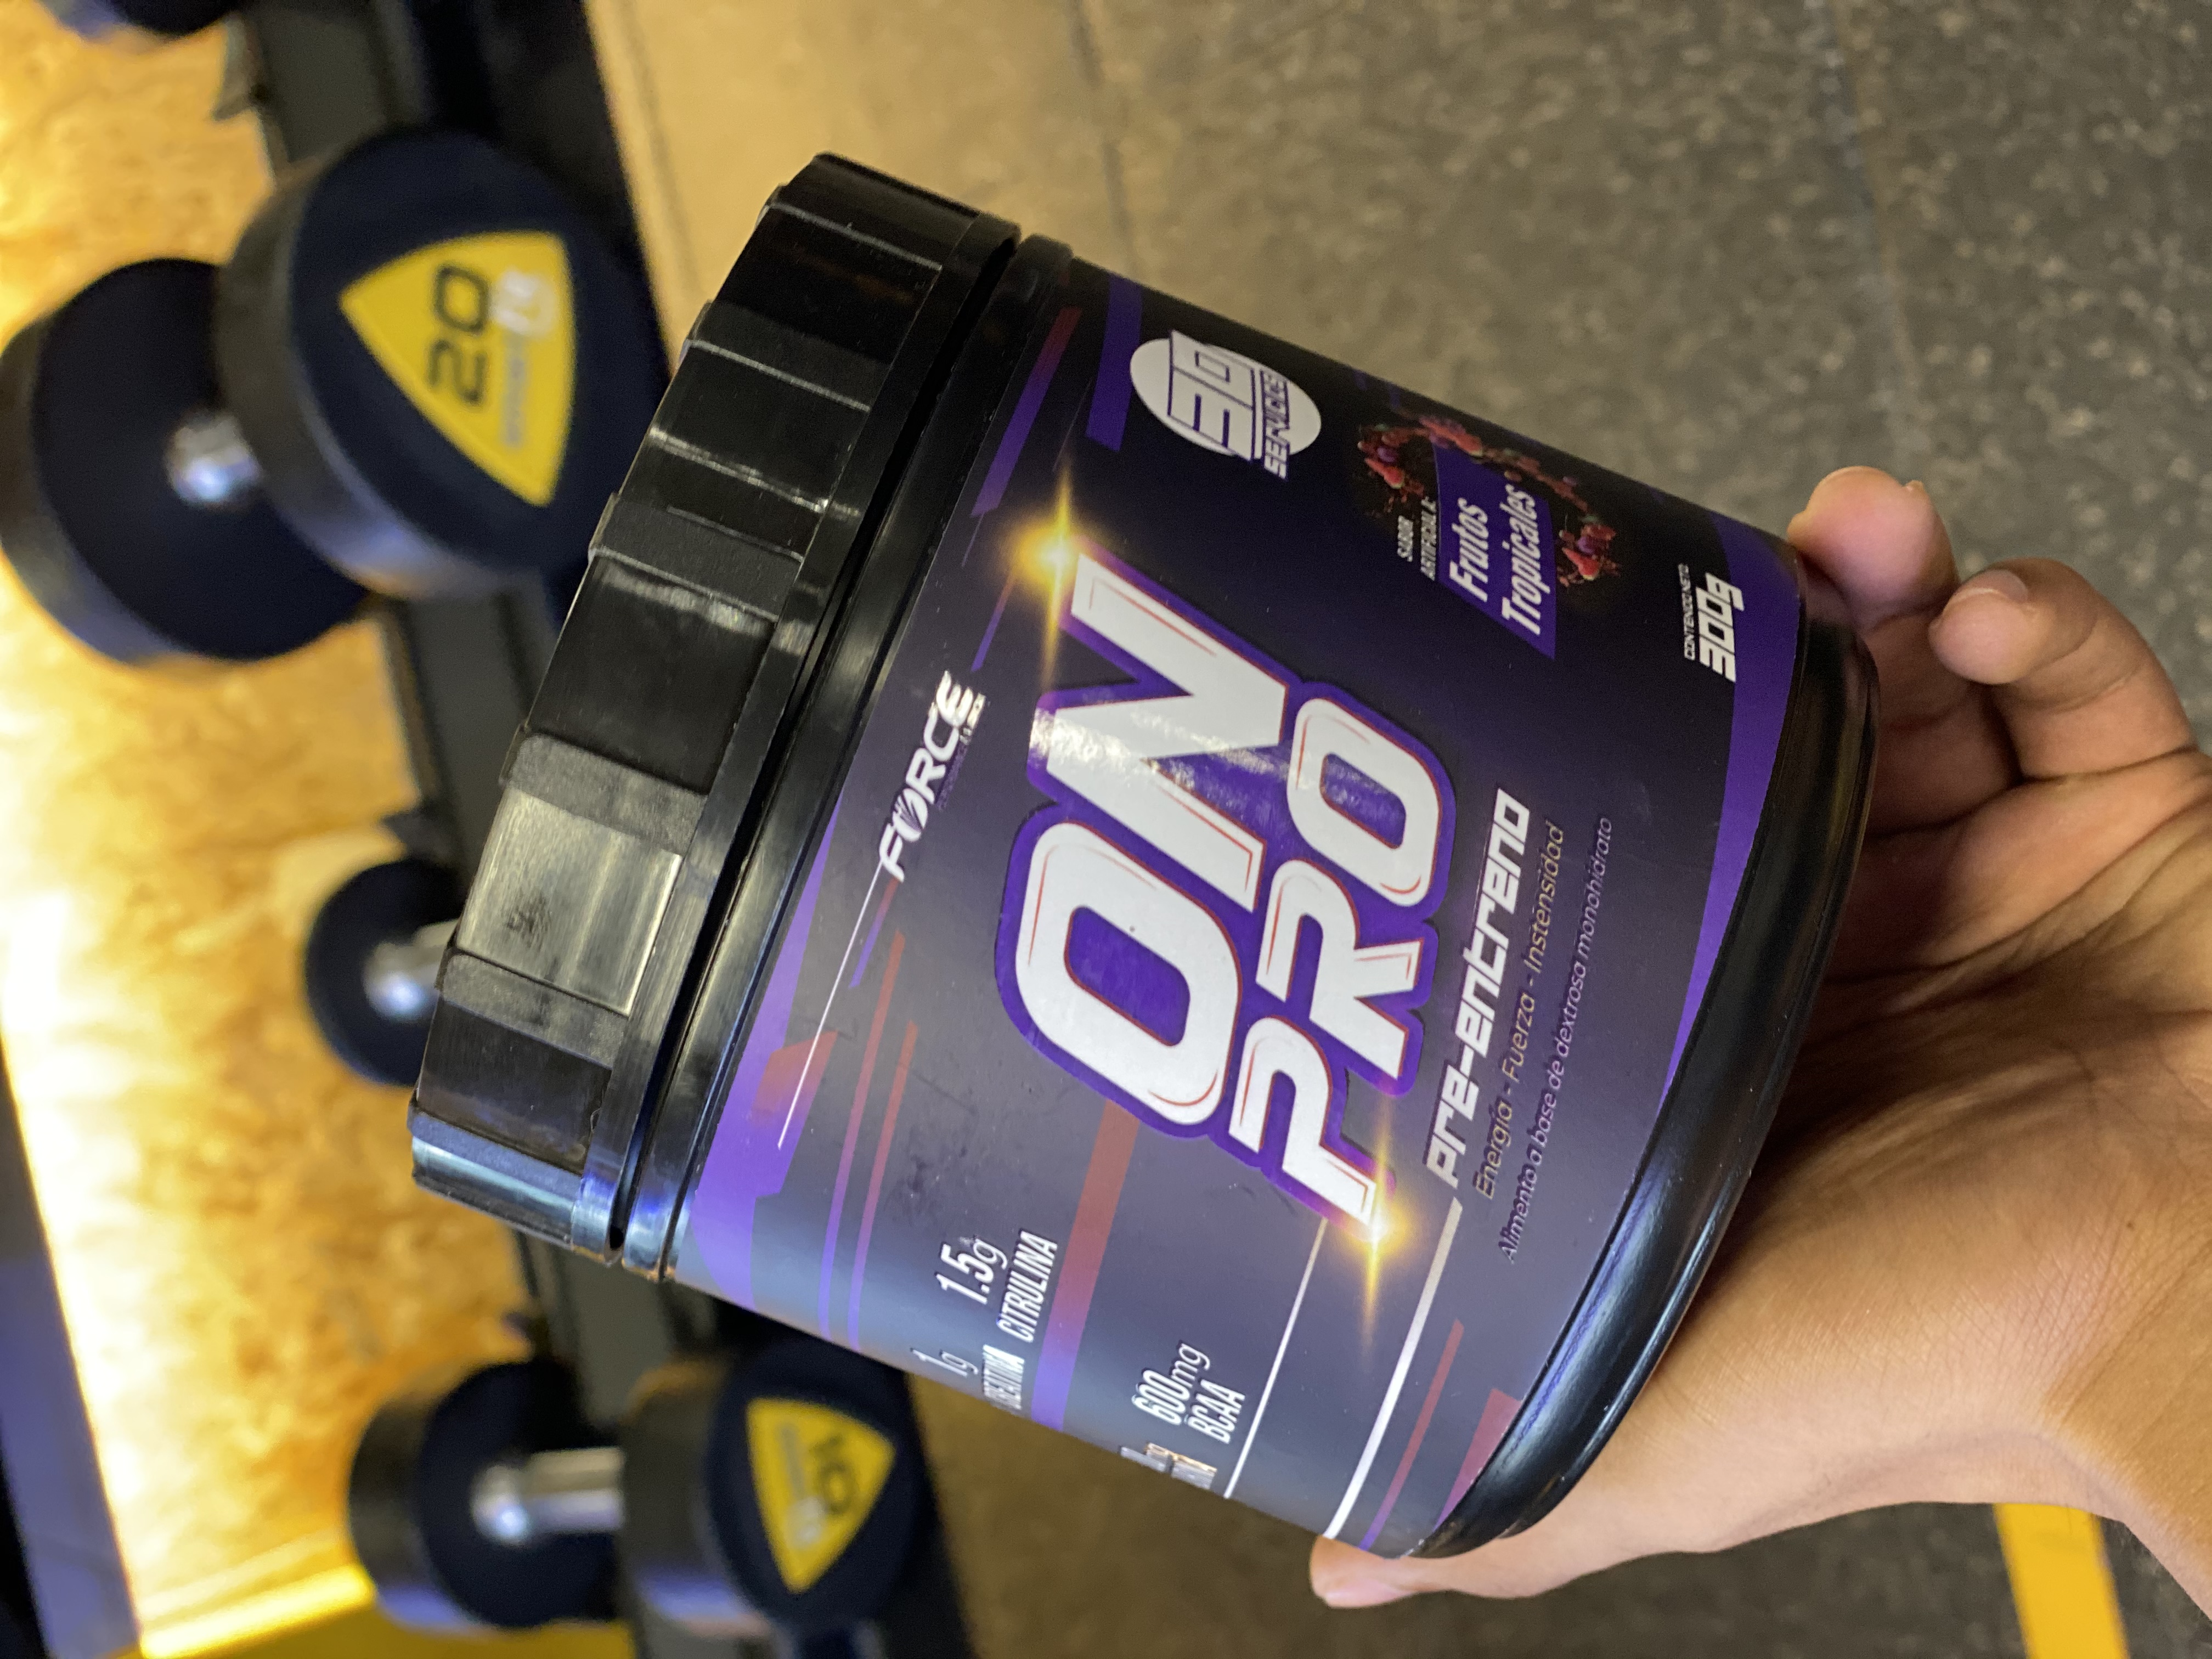 FORCE
1g
CREATINA
1.5g
CITRULINA
600mg
BCAA
ON
PRO
pre-entreno
Energía - Fuerza - Instensidad
Alimento a base de dextrosa monohidrato
30
SERVICIOS
SABOR
ARTIFICIAL A:
Frutos
Tropicales
CONTENIDO NETO
300g
20
10